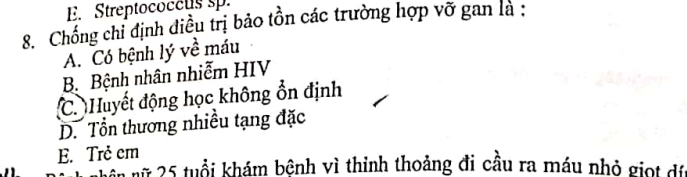 E. Streptococcus sp.
8. Chống chỉ định điều trị bảo tồn các trường hợp vỡ gan là :
A. Có bệnh lý về máu
B. Bệnh nhân nhiễm HIV
C. Huyết động học không ổn định
D. Tổn thương nhiều tạng đặc
E. Trẻ em
nữ 25 tuổi khám bệnh vì thỉnh thoảng đi cầu ra máu nhỏ giọt